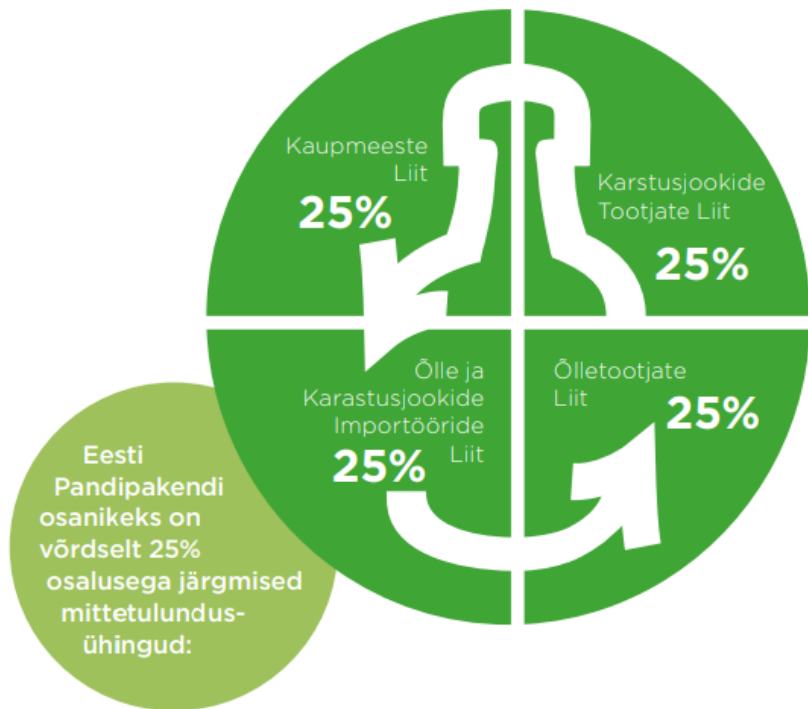 Kaupmeeste
Liit
25%
Karstusjookide
Tootjate Liit
25%
Õlle ja
Karastusjookide
Importööride
Liit
25%
Õlletootjate
Liit
25%
Eesti
Pandipakendi
osanikeks on
võrdselt 25%
osalusega järgmised
mittetulundus-
ühingud: